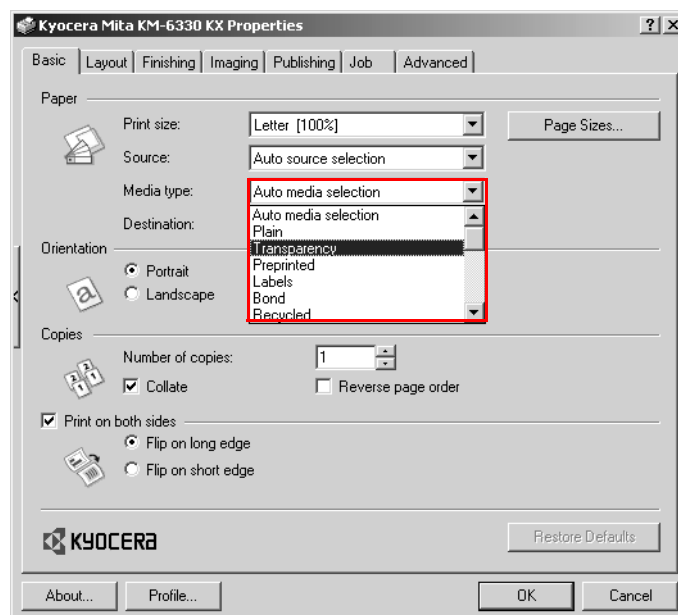 Kyocera Mita KM-6330 KX Properties
Basic Layout Finishing Imaging Publishing Job Advanced
Paper
Print size: Letter [100%] Page Sizes...
Source: Auto source selection
Media type: Auto media selection
Destination: Auto media selection
Plain
Orientation Transparency
Portrait Preprinted
Labels
Landscape Bond
Recycled
Copies
Number of copies: 1
Collate Reverse page order
Print on both sides
Flip on long edge
Flip on short edge
KYOCERA Restore Defaults
About... Profile... OK Cancel